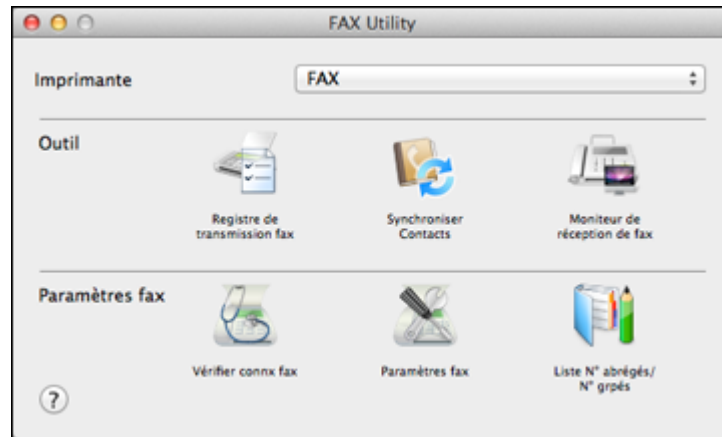 FAX Utility
Imprimante
FAX
Outil
Registre de
transmission fax
Synchroniser
Contacts
Moniteur de
réception de fax
Paramètres fax
Vérifier connx fax
Paramètres fax
Liste N° abrégés/
N° grpés
?